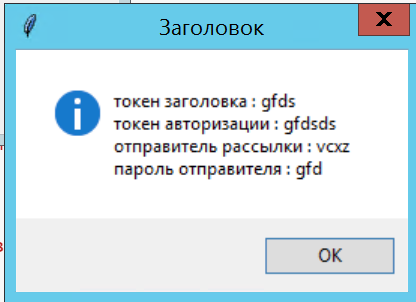 Заголовок
x
токен заголовка : gfds
токен авторизации : gfdsds
отправитель рассылки : vcxz
пароль отправителя : gfd
OK